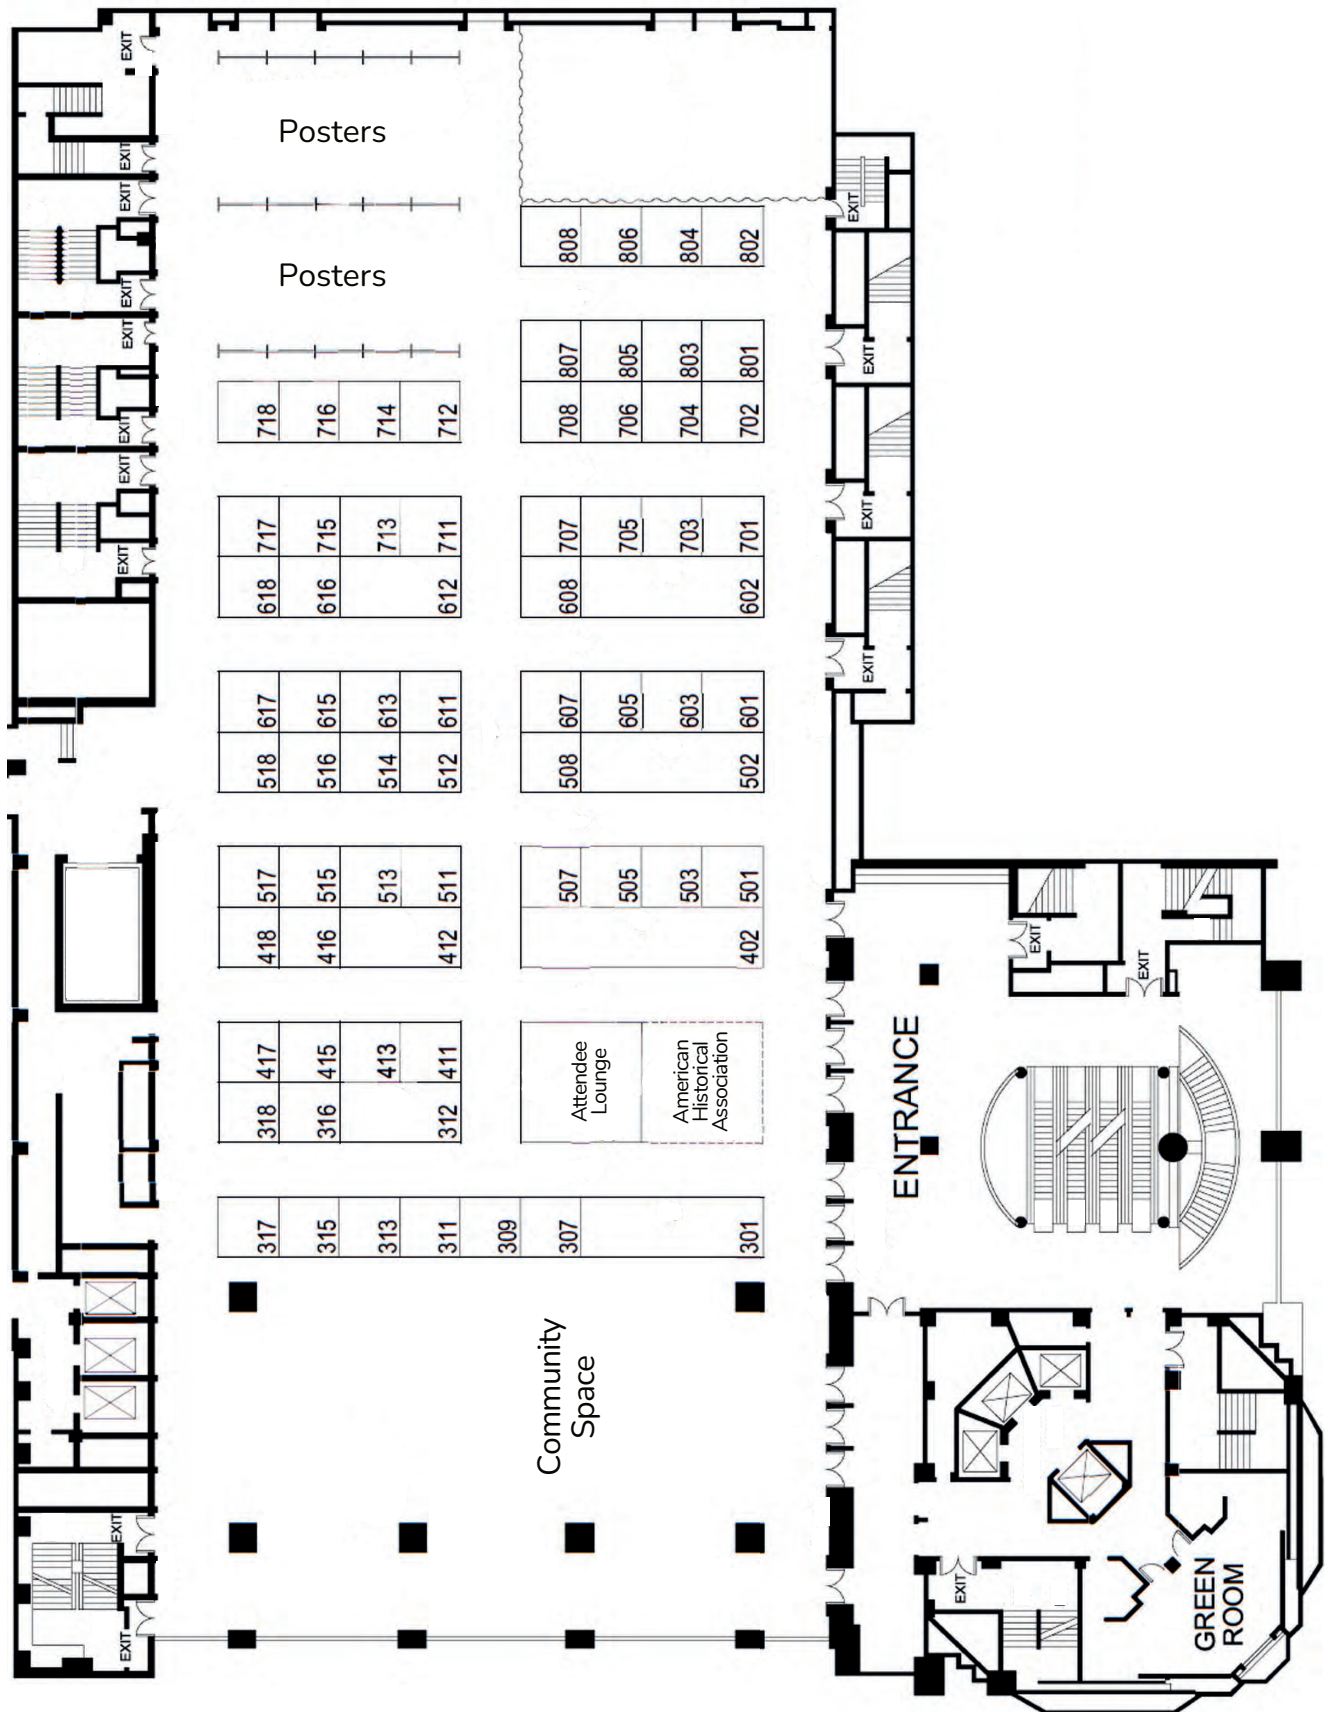 EXIT
Posters
EXIT
EXIT
EXIT
808 806 804 802
Posters
EXIT
EXIT
807 805 803 801
EXIT
718 716 714 712
708 706 704 702
EXIT
EXIT
EXIT
717 715 713 711
707 705 703 701
EXIT
618 616 612
608 602
EXIT
617 615 613 611
607 605 603 601
518 516 514 512
508 502
517 515 513 511
507 505 503 501
418 416 412
402
EXIT
EXIT
417 415 413 411
Attendee
Lounge
American
Historical
Association
ENTRANCE
318 316 312
317 315 313 311 309 307 301
Community
Space
EXIT
EXIT
EXIT
GREEN
ROOM